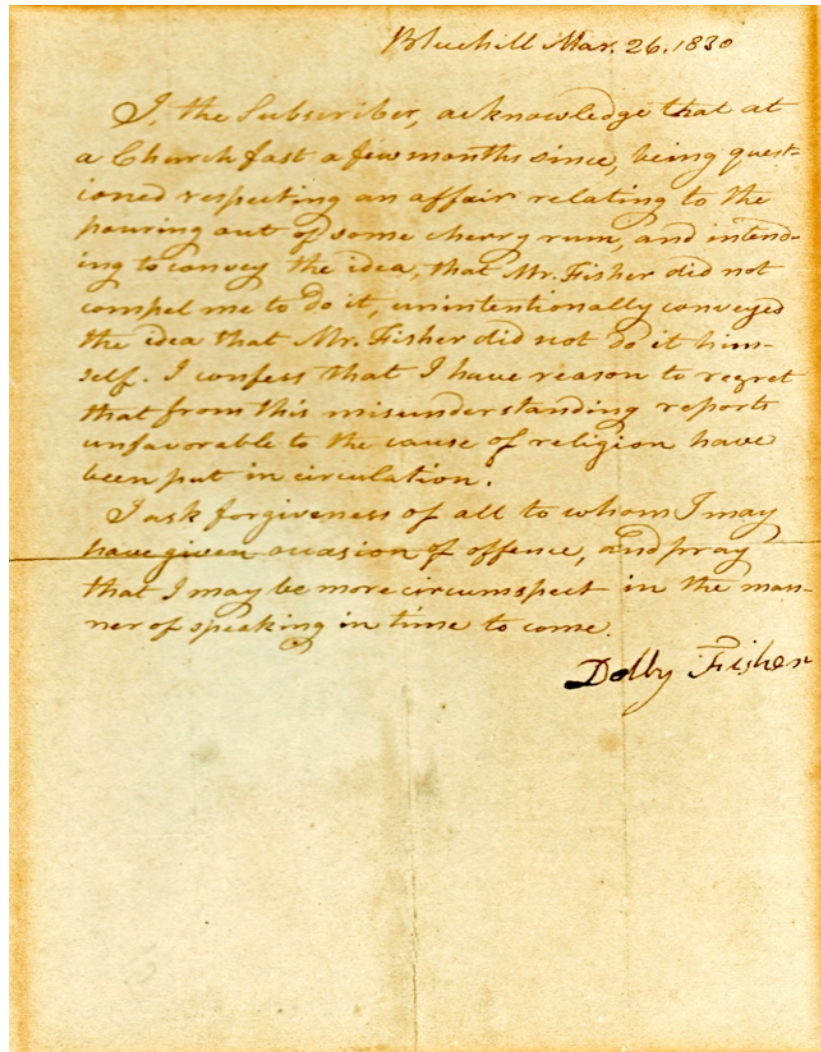 Bluehill Mar. 26. 1830
I, the Subscriber, acknowledge that at
a Church fast a few months since, being quest-
ioned respecting an affair relating to the
pouring out of some cherry rum, and intend-
ing to convey the idea, that Mr. Fisher did not
compel me to do it, unintentionally conveyed
the idea that Mr. Fisher did not do it him-
self. I confess that I have reason to regret
that from this misunderstanding reports
unfavorable to the cause of religion have
been put in circulation.
I ask forgiveness of all to whom I may
have given occasion of offence, and pray
that I may be more circumspect in the man-
ner of speaking in time to come.
Dolly Fisher